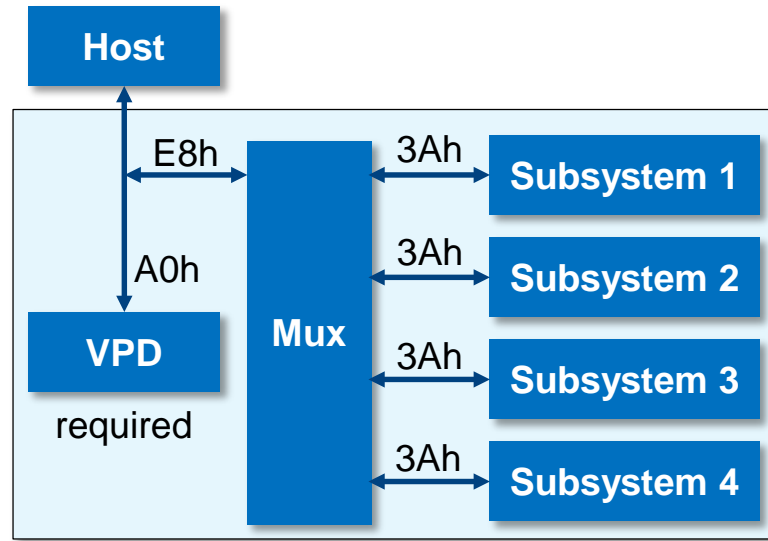 Host
E8h
A0h
VPD
required
Mux
3Ah
Subsystem 1
3Ah
Subsystem 2
3Ah
Subsystem 3
3Ah
Subsystem 4